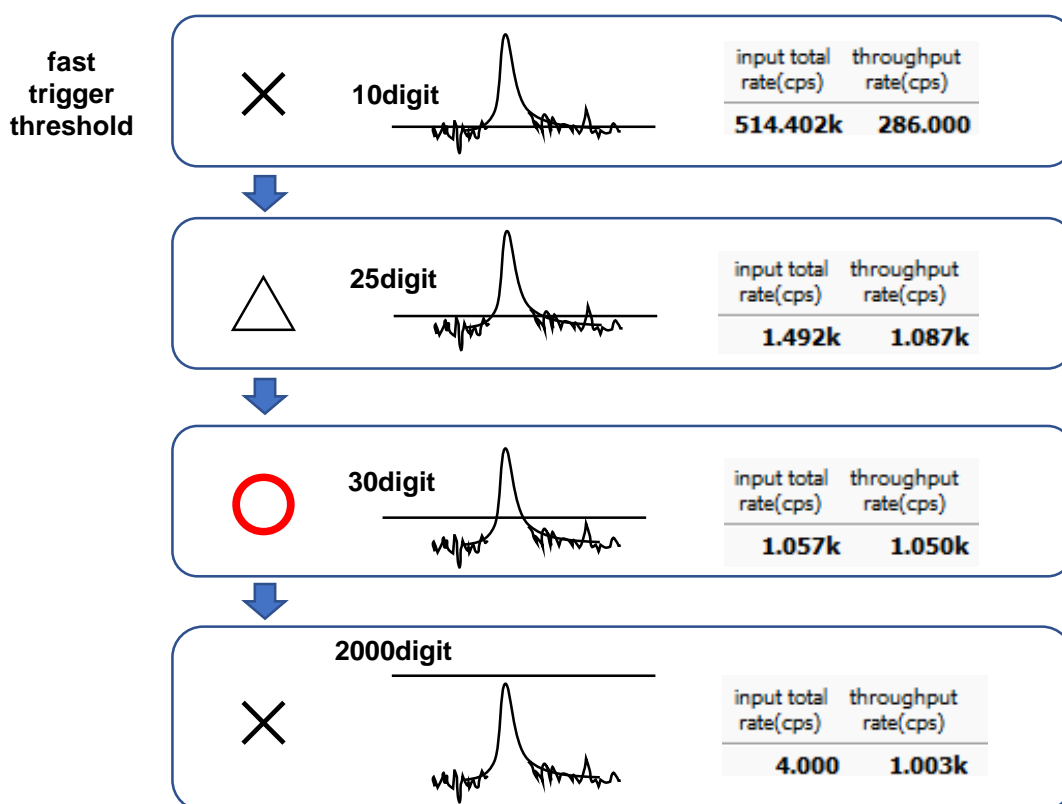 fast
trigger
threshold
10digit
input total throughput
rate(cps) rate(cps)
514.402k 286.000
25digit
input total throughput
rate(cps) rate(cps)
1.492k 1.087k
30digit
input total throughput
rate(cps) rate(cps)
1.057k 1.050k
2000digit
input total throughput
rate(cps) rate(cps)
4.000 1.003k